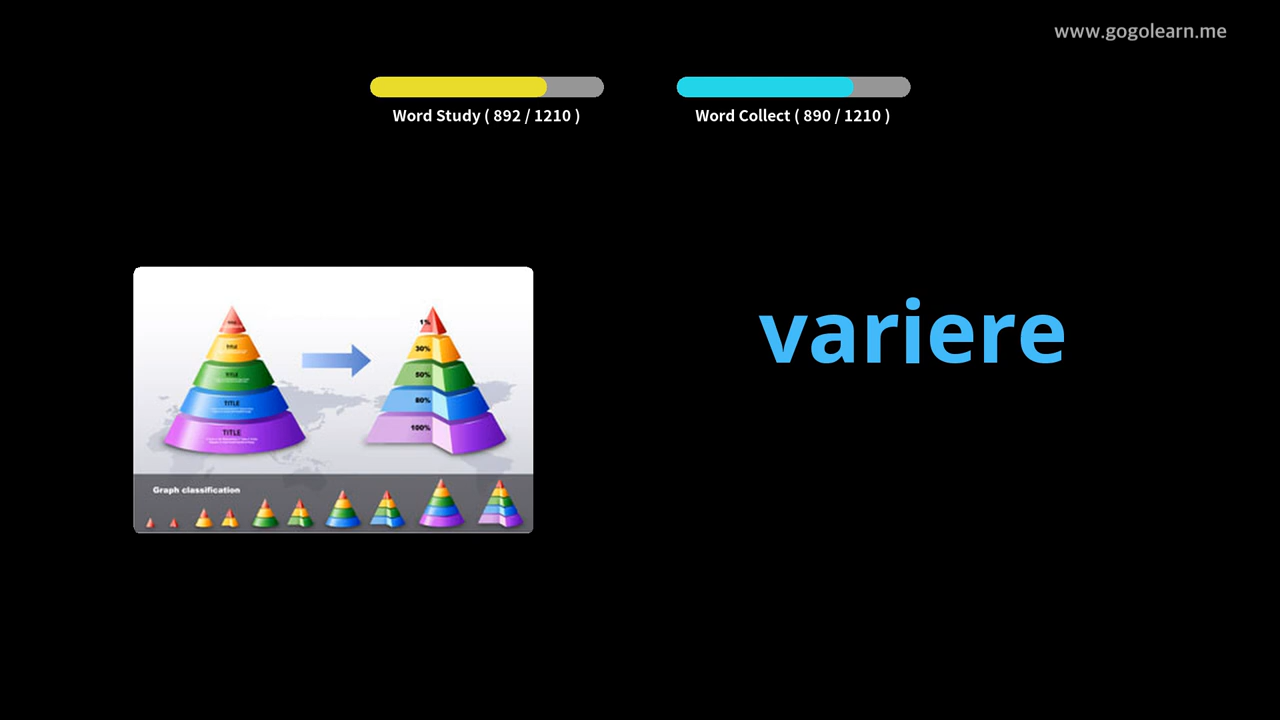 www.gogolearn.me
Word Study ( 892 / 1210 )
Word Collect ( 890 / 1210 )
variere
TITLE
TITLE
TITLE
TITLE
1%
30%
50%
80%
100%
Graph classification